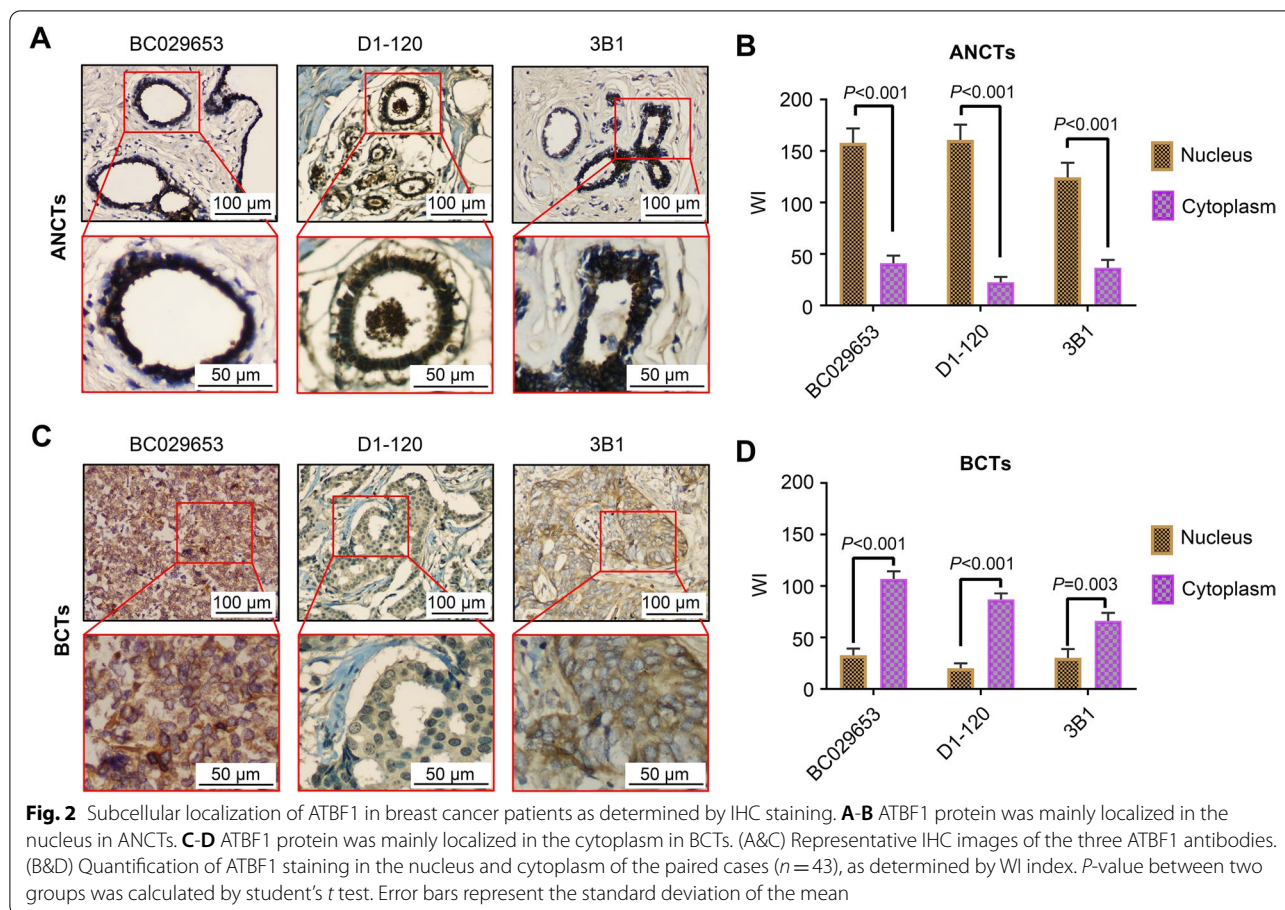 A
BC029653
D1-120
3B1
ANCTs
100 µm
100 µm
100 µm
50 µm
50 µm
50 µm
B
ANCTs
P<0.001
P<0.001
P<0.001
200
150
100
50
0
WI
BC029653
D1-120
3B1
Nucleus
Cytoplasm
C
BC029653
D1-120
3B1
BCTs
100 µm
100 µm
100 µm
50 µm
50 µm
50 µm
D
BCTs
P<0.001
P<0.001
P=0.003
200
150
100
50
0
WI
BC029653
D1-120
3B1
Nucleus
Cytoplasm
Fig. 2 Subcellular localization of ATBF1 in breast cancer patients as determined by IHC staining. A-B ATBF1 protein was mainly localized in the
nucleus in ANCTs. C-D ATBF1 protein was mainly localized in the cytoplasm in BCTs. (A&C) Representative IHC images of the three ATBF1 antibodies.
(B&D) Quantification of ATBF1 staining in the nucleus and cytoplasm of the paired cases (n = 43), as determined by WI index. P-value between two
groups was calculated by student's t test. Error bars represent the standard deviation of the mean